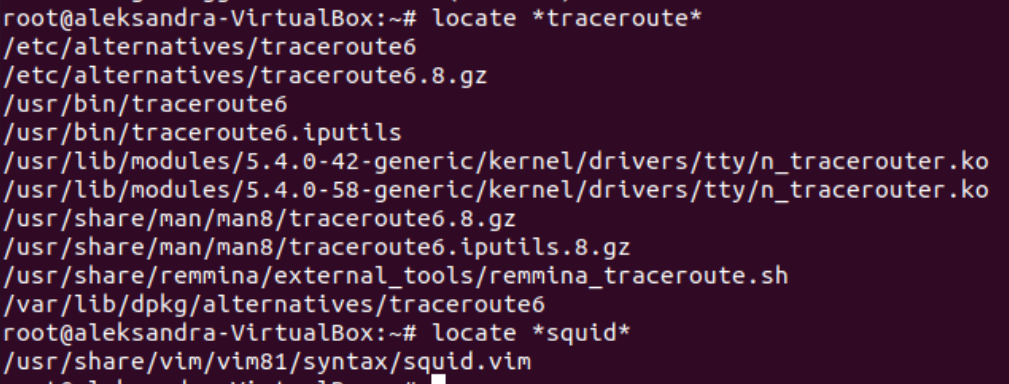 root@aleksandra-VirtualBox:~# locate *traceroute*
/etc/alternatives/traceroute6
/etc/alternatives/traceroute6.8.gz
/usr/bin/traceroute6
/usr/bin/traceroute6.iputils
/usr/lib/modules/5.4.0-42-generic/kernel/drivers/tty/n_tracerouter.ko
/usr/lib/modules/5.4.0-58-generic/kernel/drivers/tty/n_tracerouter.ko
/usr/share/man/man8/traceroute6.8.gz
/usr/share/man/man8/traceroute6.iputils.8.gz
/usr/share/remmina/external_tools/remmina_traceroute.sh
/var/lib/dpkg/alternatives/traceroute6
root@aleksandra-VirtualBox:~# locate *squid*
/usr/share/vim/vim81/syntax/squid.vim